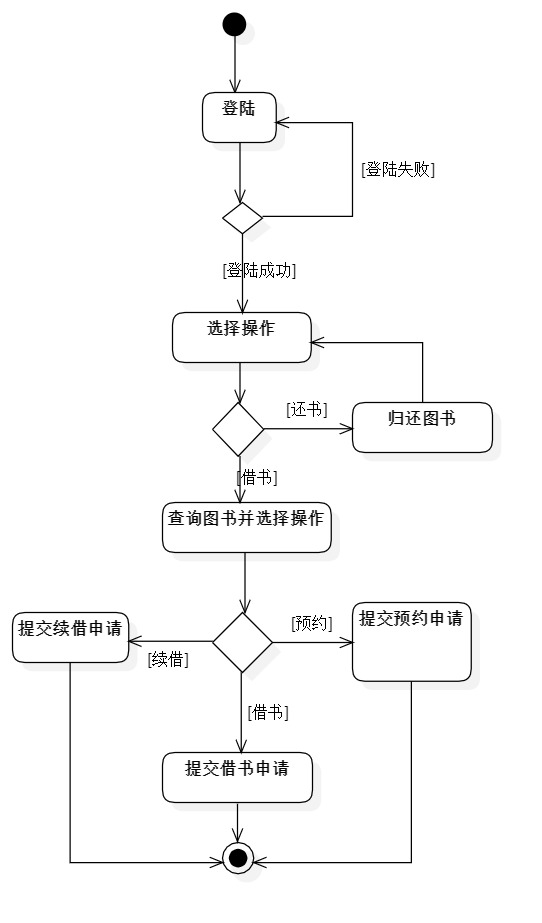 登陆
[登陆失败]
[登陆成功]
选择操作
[还书]
归还图书
[借书]
查询图书并选择操作
提交续借申请
[预约]
提交预约申请
[续借]
[借书]
提交借书申请